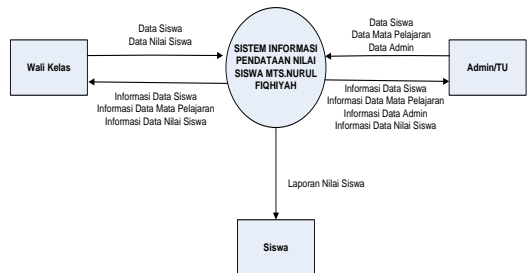 Data Siswa
Data Nilai Siswa
Wali Kelas
Informasi Data Siswa
Informasi Data Mata Pelajaran
Informasi Data Nilai Siswa
SISTEM INFORMASI
PENDATAAN NILAI
SISWA MTS.NURUL
FIQHIYAH
Data Siswa
Data Mata Pelajaran
Data Admin
Admin/TU
Informasi Data Siswa
Informasi Data Mata Pelajaran
Informasi Data Admin
Informasi Data Nilai Siswa
Laporan Nilai Siswa
Siswa